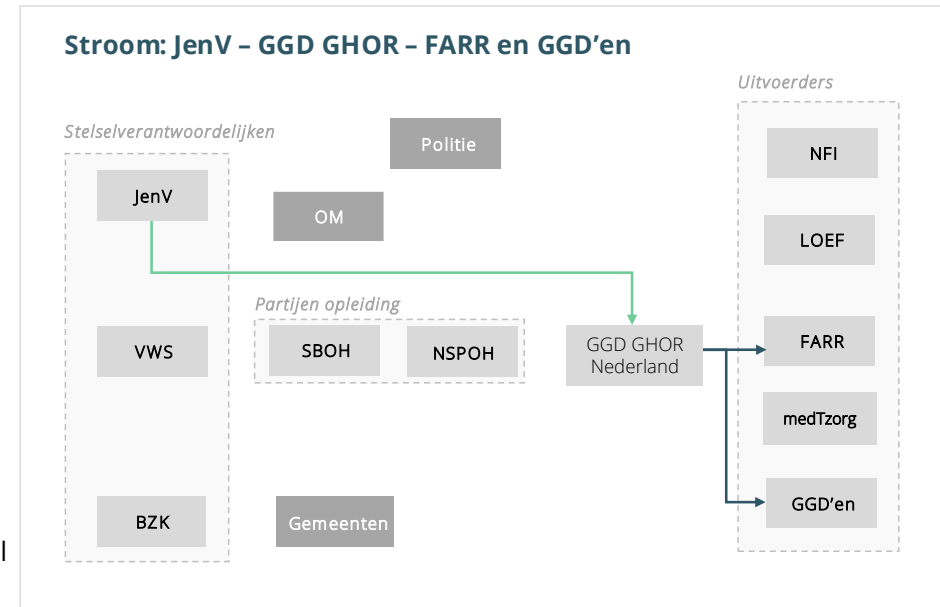 Stroom: JenV – GGD GHOR – FARR en GGD’en
Uitvoerders
Stelselverantwoordelijken
Politie
NFI
JenV
OM
LOEF
Partijen opleiding
VWS
SBOH
NSPOH
GGD GHOR
Nederland
FARR
medTzorg
GGD’en
BZK
Gemeenten
l